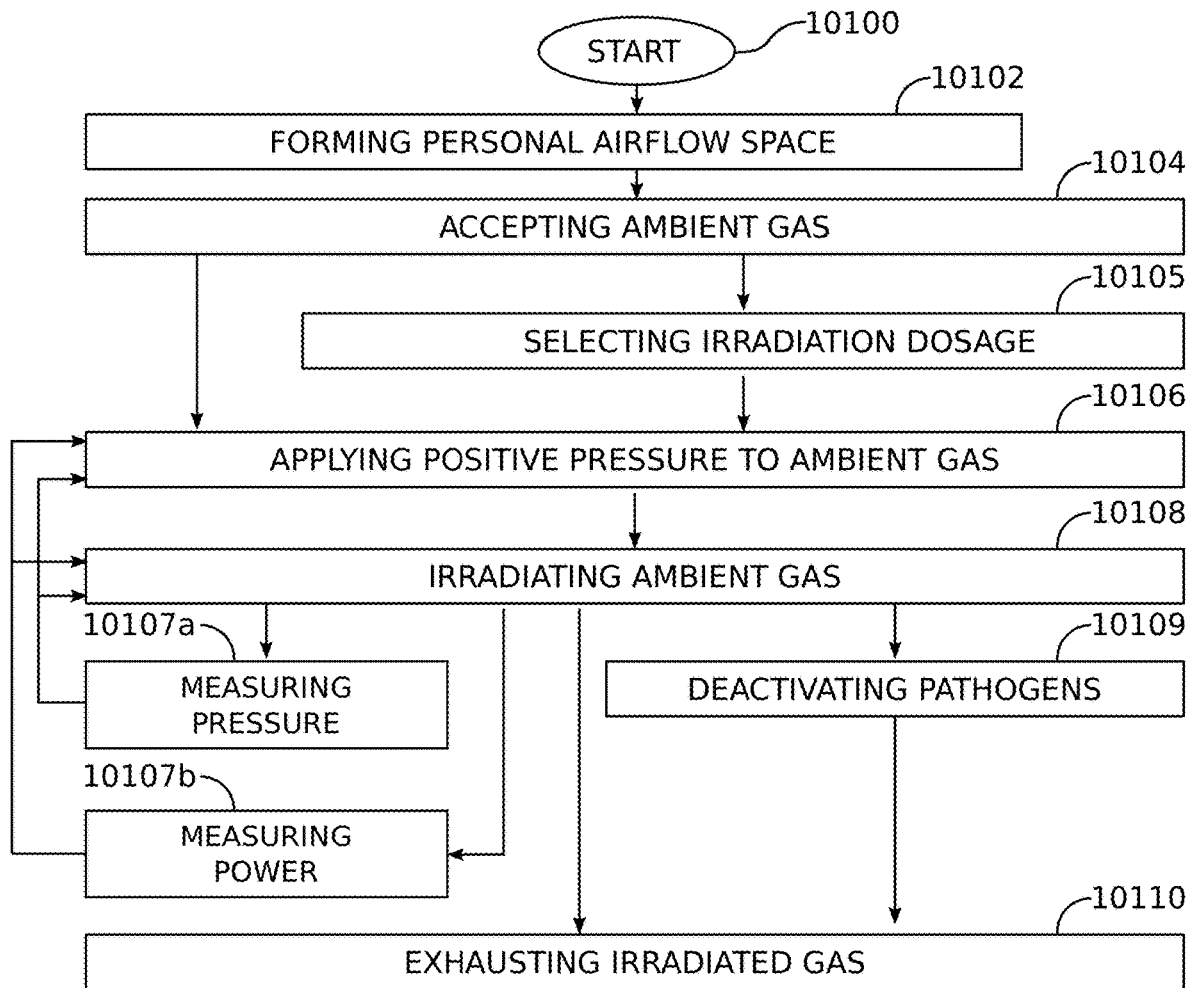 10100
START
10102
FORMING PERSONAL AIRFLOW SPACE
10104
ACCEPTING AMBIENT GAS
10105
SELECTING IRRADIATION DOSAGE
10106
APPLYING POSITIVE PRESSURE TO AMBIENT GAS
10108
IRRADIATING AMBIENT GAS
10107a
10109
MEASURING
PRESSURE
DEACTIVATING PATHOGENS
10107b
MEASURING
POWER
10110
EXHAUSTING IRRADIATED GAS